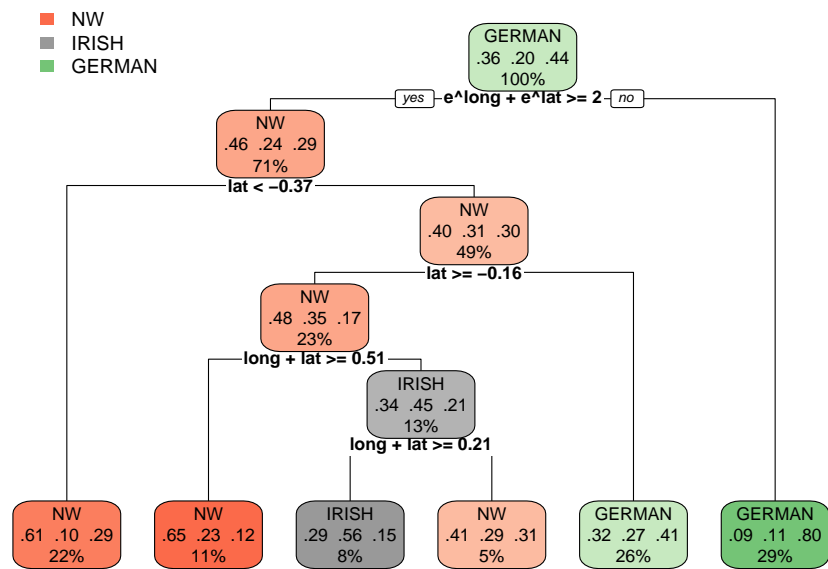 NW
IRISH
GERMAN
GERMAN
.36 .20 .44
100%
yes e^long + e^lat >= 2 no
NW
.46 .24 .29
71%
lat < −0.37
NW
.40 .31 .30
49%
lat >= −0.16
NW
.48 .35 .17
23%
long + lat >= 0.51
IRISH
.34 .45 .21
13%
long + lat >= 0.21
NW
.61 .10 .29
22%
NW
.65 .23 .12
11%
IRISH
.29 .56 .15
8%
NW
.41 .29 .31
5%
GERMAN
.32 .27 .41
26%
GERMAN
.09 .11 .80
29%